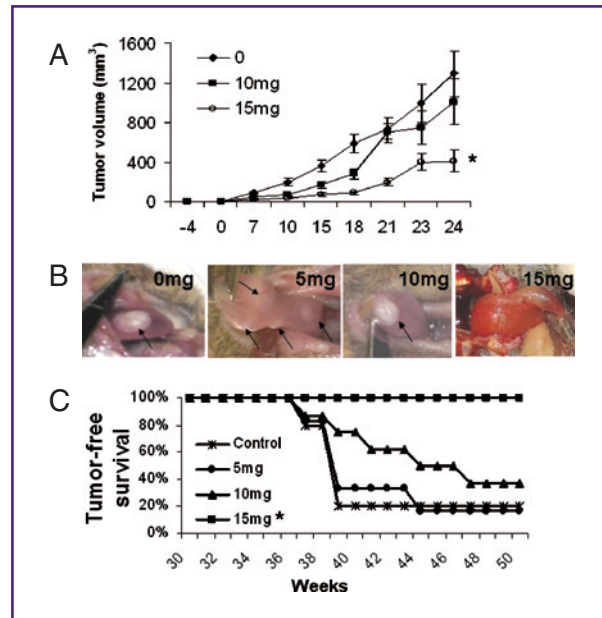 A
Tumor volume (mm³)
1600
1200
800
400
0
0
10mg
15mg
*
-4 0 7 10 15 18 21 23 24
B
0mg
5mg
10mg
15mg
C
Tumor-free
survival
100%
80%
60%
40%
20%
0%
Control
5mg
10mg
15mg *
30 32 34 36 38 40 42 44 46 48 50
Weeks